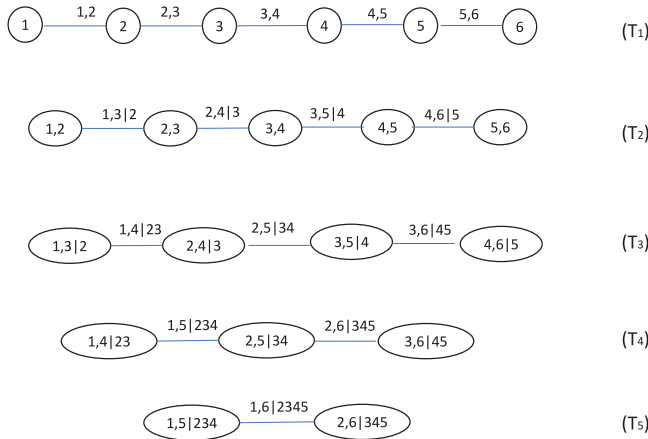 1,2 2,3 3,4 4,5 5,6
1 2 3 4 5 6 (T1)
1,3|2 2,4|3 3,5|4 4,6|5
1,2 2,3 3,4 4,5 5,6 (T2)
1,4|23 2,5|34 3,6|45
1,3|2 2,4|3 3,5|4 4,6|5 (T3)
1,5|234 2,6|345
1,4|23 2,5|34 3,6|45 (T4)
1,6|2345
1,5|234 2,6|345 (T5)